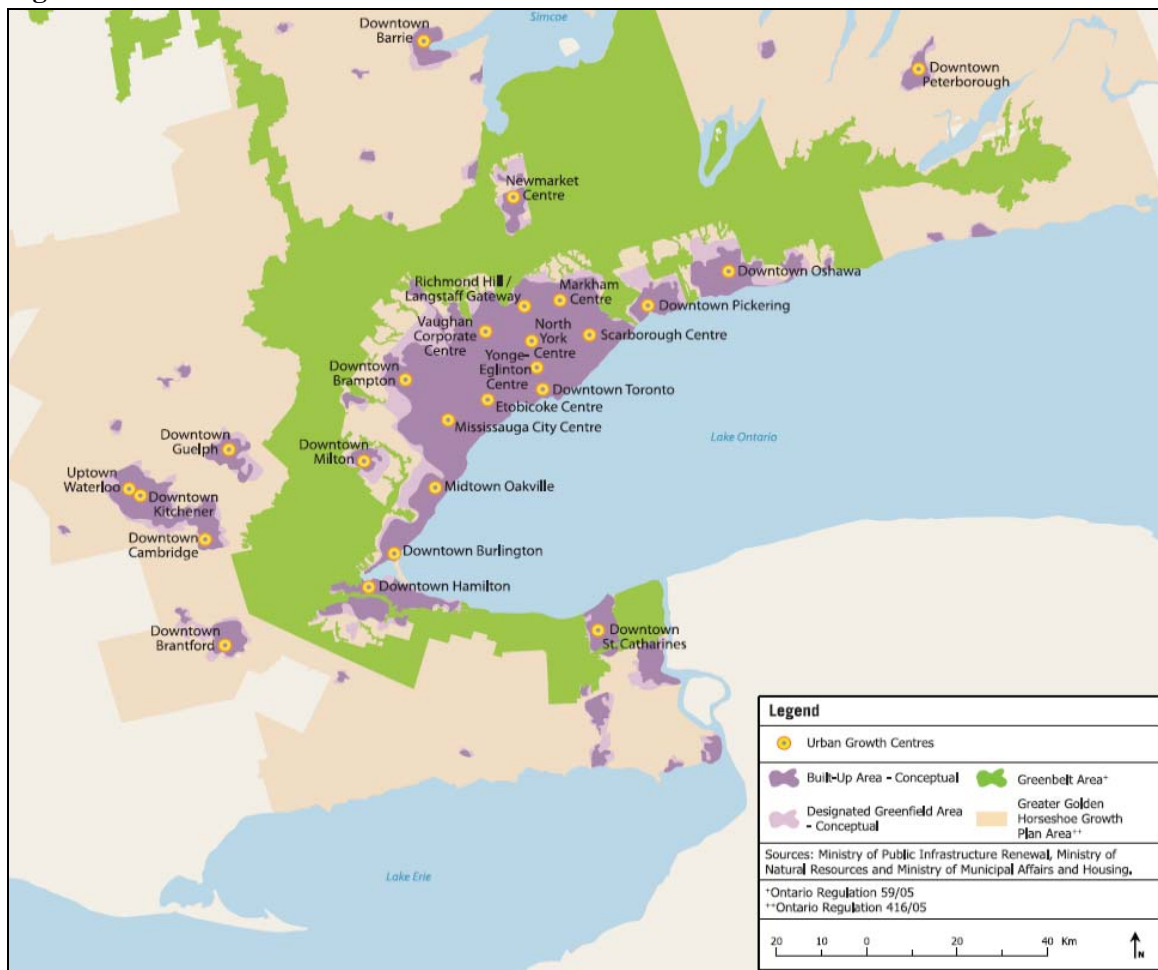 Simcoe
Downtown
Barrie
Downtown
Peterborough
Newmarket
Centre
Richmond Hill /
Langstaff Gateway
Markham
Centre
Downtown Oshawa
Downtown Pickering
Vaughan
Corporate
Centre
North
York
Centre
Scarborough Centre
Yonge-
Eglinton
Centre
Downtown
Brampton
Downtown Toronto
Etobicoke Centre
Mississauga City Centre
Lake Ontario
Downtown
Guelph
Downtown
Milton
Uptown
Waterloo
Downtown
Kitchener
Midtown Oakville
Downtown
Cambridge
Downtown Burlington
Downtown Hamilton
Downtown
Brantford
Downtown
St. Catharines
Lake Erie
Legend
Urban Growth Centres
Built-Up Area - Conceptual
Greenbelt Area+
Designated Greenfield Area
- Conceptual
Greater Golden
Horseshoe Growth
Plan Area++
Sources: Ministry of Public Infrastructure Renewal, Ministry of
Natural Resources and Ministry of Municipal Affairs and Housing.
+Ontario Regulation 59/05
++Ontario Regulation 416/05
20 10 0 20 40 Km
N